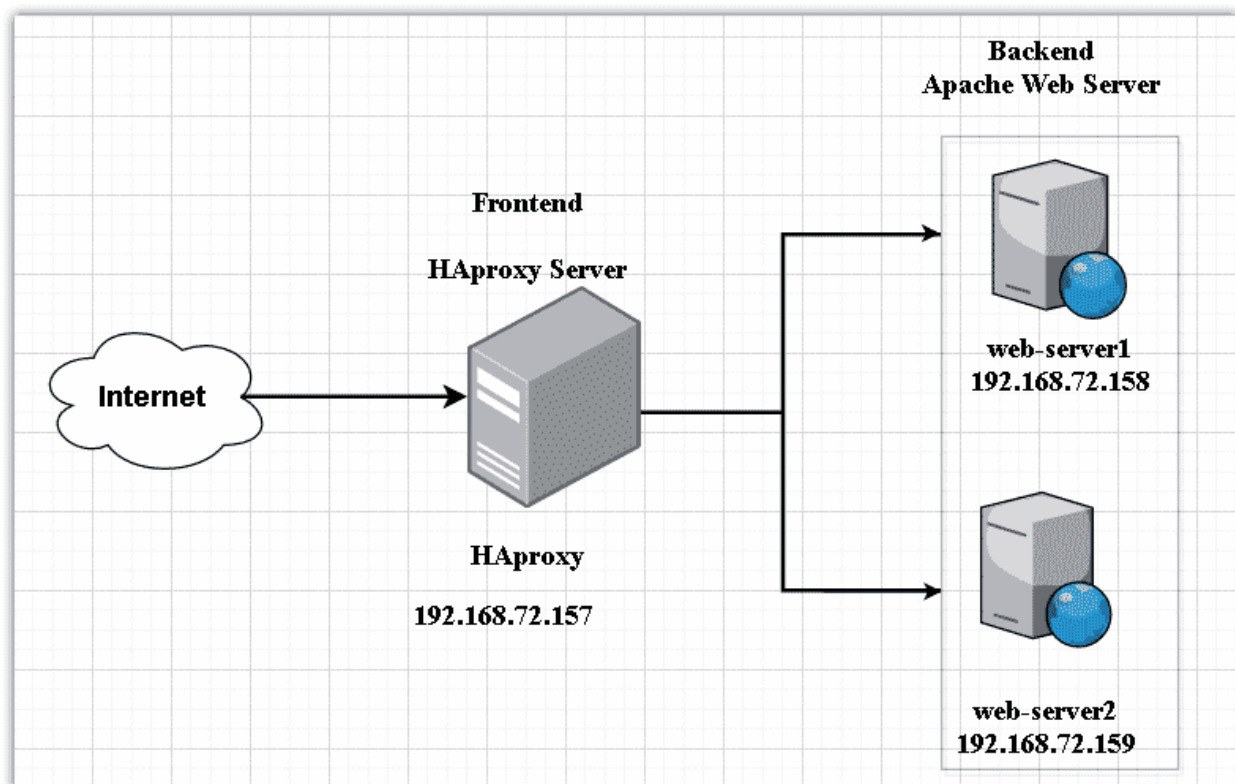 Backend
Apache Web Server
Frontend
HAproxy Server
Internet
web-server1
192.168.72.158
HAproxy
192.168.72.157
web-server2
192.168.72.159